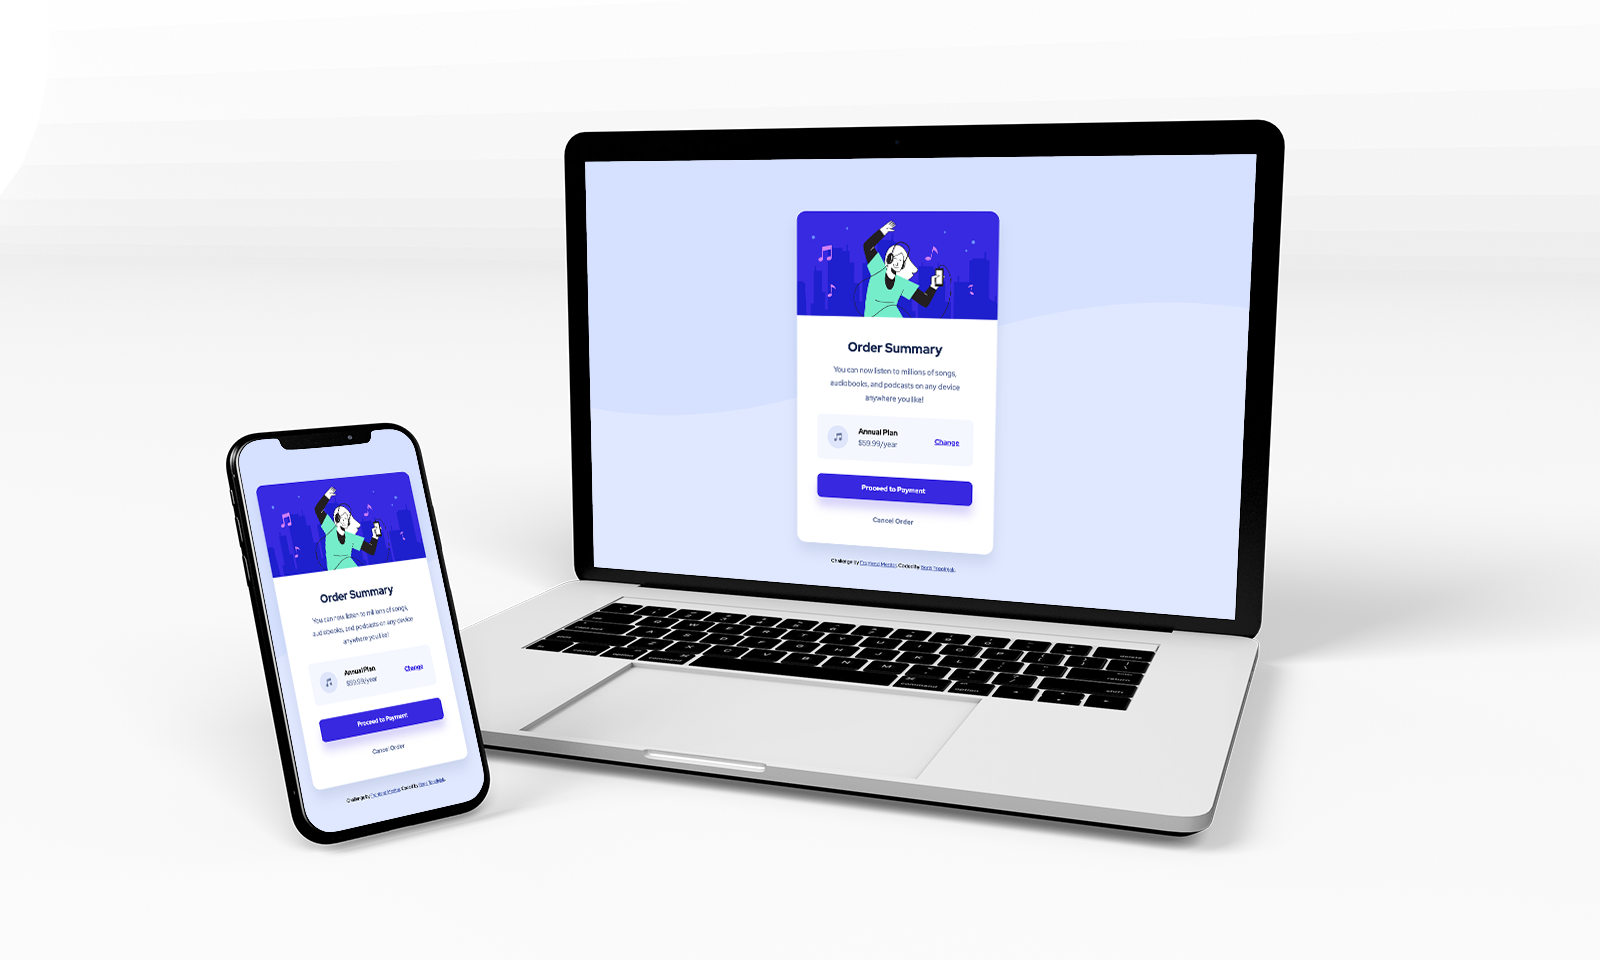 Order Summary
You can now listen to millions of songs,
audiobooks, and podcasts on any device
anywhere you like!
Annual Plan
$59.99/year
Change
Proceed to Payment
Cancel Order
Challenge by Frontend Mentor. Coded by
Order Summary
You can now listen to millions of songs,
audiobooks, and podcasts on any device
anywhere you like!
Annual Plan
$59.99/year
Change
Proceed to Payment
Cancel Order
Challenge by Frontend Mentor. Coded by
command
option